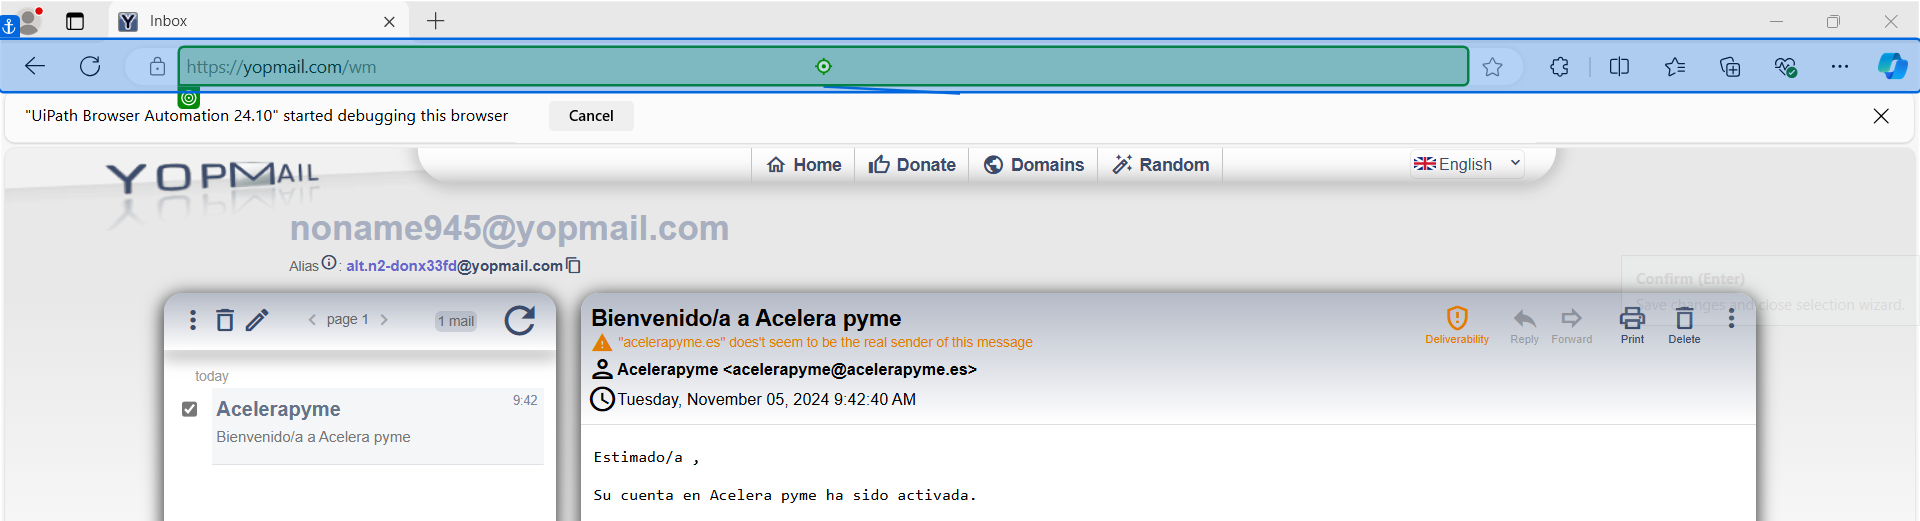 Inbox
https://yopmail.com/wm
"UiPath Browser Automation 24.10" started debugging this browser
Cancel
YOPMAIL
Home
Donate
Domains
Random
English
noname945@yopmail.com
Alias : alt.n2-donx33fd@yopmail.com
Confirm (Enter)
Save changes and close selection wizard.
page 1
1 mail
Bienvenido/a a Acelera pyme
Deliverability
Reply
Forward
Print
Delete
"acelerapyme.es" does't seem to be the real sender of this message
Acelerapyme <acelerapyme@acelerapyme.es>
Tuesday, November 05, 2024 9:42:40 AM
today
Acelerapyme
9:42
Bienvenido/a a Acelera pyme
Estimado/a ,
Su cuenta en Acelera pyme ha sido activada.